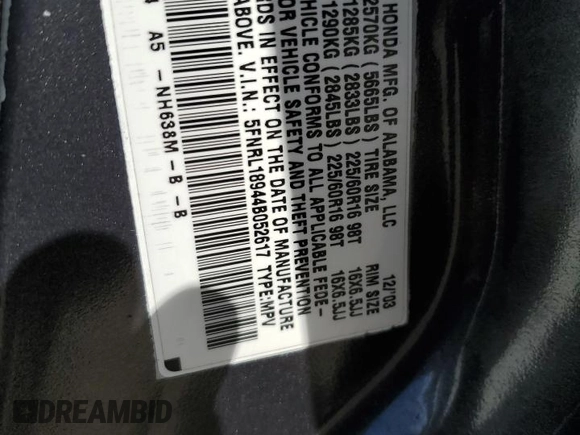 HONDA MFG. OF ALABAMA, LLC 12/'03
2570KG (5665LBS) TIRE SIZE RIM SIZE
1285KG (2833LBS) 225/60R16 98T 16X6.5JJ
1290KG (2845LBS) 225/60R16 98T 16X6.5JJ
VEHICLE CONFORMS TO ALL APPLICABLE FEDE-
OR VEHICLE SAFETY AND THEFT PREVENTION
RDS IN EFFECT ON THE DATE OF MANUFACTURE
ABOVE. V.I.N.: 5FNRL18944B052617 TYPE:MPV
A5 - NH638M - B - B
DREAMBID